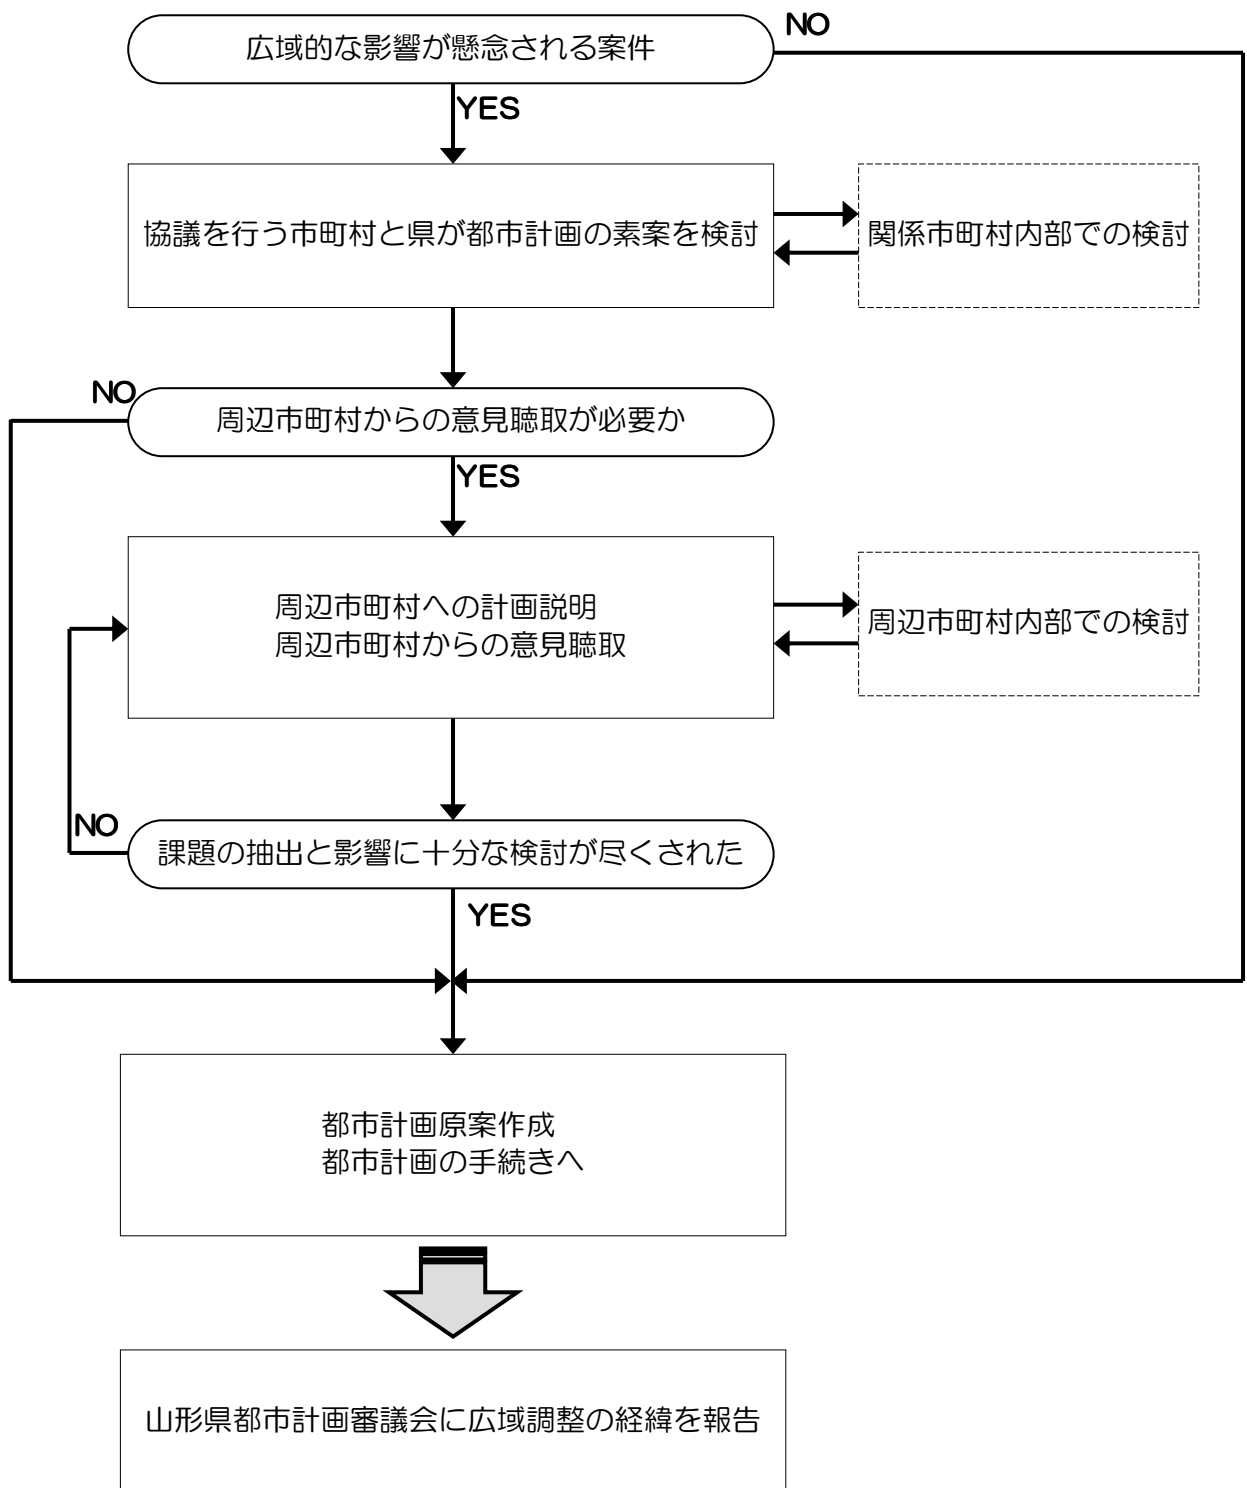 広域的な影響が懸念される案件
NO
YES
協議を行う市町村と県が都市計画の素案を検討
関係市町村内部での検討
NO
周辺市町村からの意見聴取が必要か
YES
周辺市町村への計画説明
周辺市町村からの意見聴取
周辺市町村内部での検討
NO
課題の抽出と影響に十分な検討が尽くされた
YES
都市計画原案作成
都市計画の手続きへ
山形県都市計画審議会に広域調整の経緯を報告